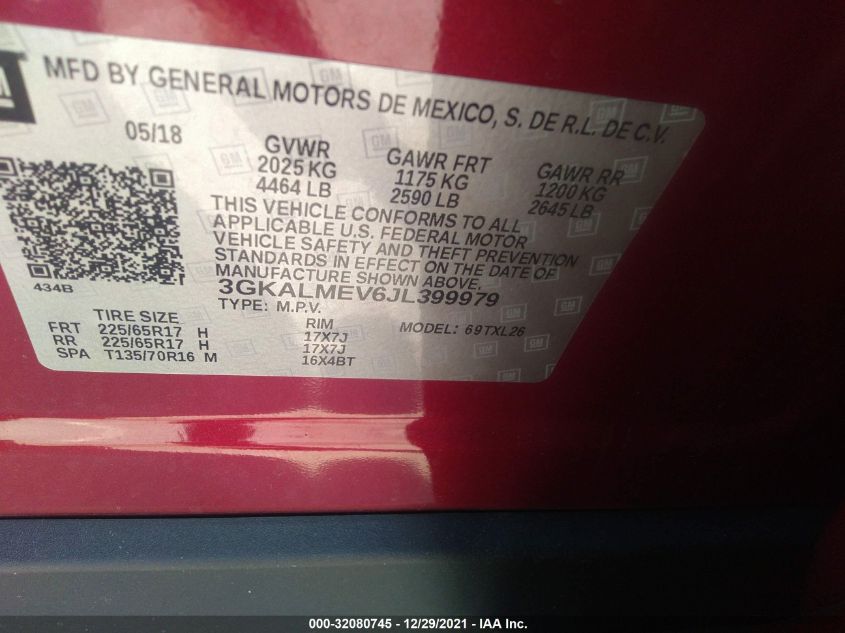 GM
MFD BY GENERAL MOTORS DE MEXICO, S. DE R.L. DE C.V.
05/18
GVWR
2025 KG
4464 LB
GAWR FRT
1175 KG
2590 LB
GAWR RR
1200 KG
2645 LB
THIS VEHICLE CONFORMS TO ALL
APPLICABLE U.S. FEDERAL MOTOR
VEHICLE SAFETY AND THEFT PREVENTION
STANDARDS IN EFFECT ON THE DATE OF
MANUFACTURE SHOWN ABOVE.
434B
3GKALMEV6JL399979
TYPE: M.P.V.
MODEL: 69TXL26
TIRE SIZE RIM
FRT 225/65R17 H 17X7J
RR 225/65R17 H 17X7J
SPA T135/70R16 M 16X4BT
000-32080745 - 12/29/2021 - IAA Inc.